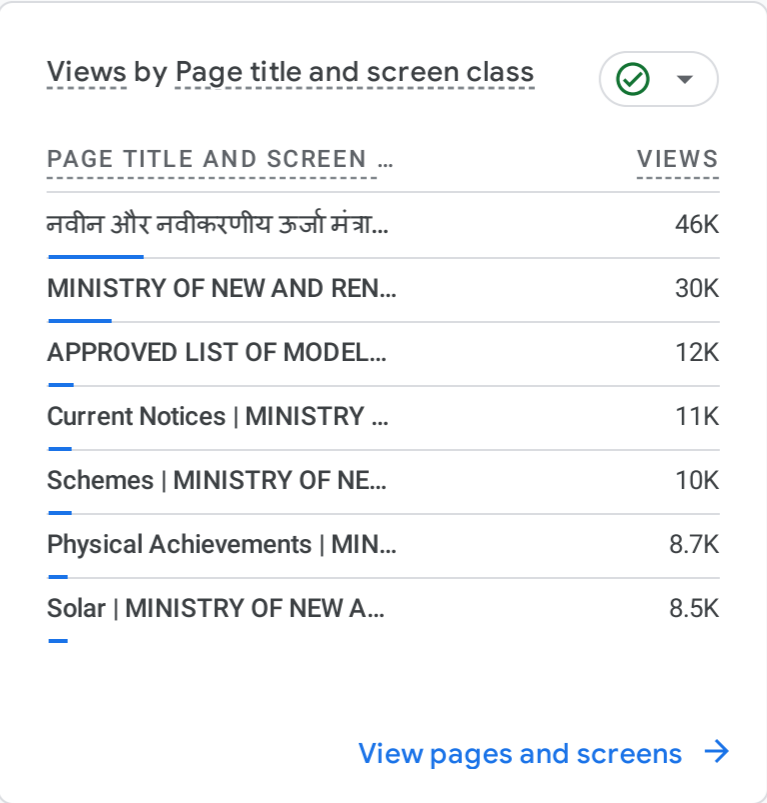 Views by Page title and screen class
PAGE TITLE AND SCREEN … VIEWS
नवीन और नवीकरणीय ऊर्जा मंत्रा... 46K
MINISTRY OF NEW AND REN… 30K
APPROVED LIST OF MODEL… 12K
Current Notices | MINISTRY … 11K
Schemes | MINISTRY OF NE… 10K
Physical Achievements | MIN… 8.7K
Solar | MINISTRY OF NEW A… 8.5K
View pages and screens →